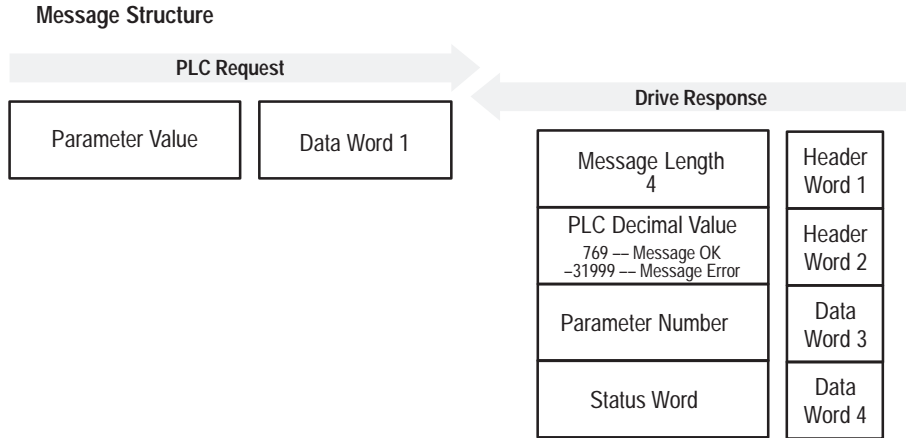 Message Structure
PLC Request
Drive Response
Parameter Value
Data Word 1
Message Length
4
Header
Word 1
PLC Decimal Value
769 –– Message OK
–31999 –– Message Error
Header
Word 2
Parameter Number
Data
Word 3
Status Word
Data
Word 4